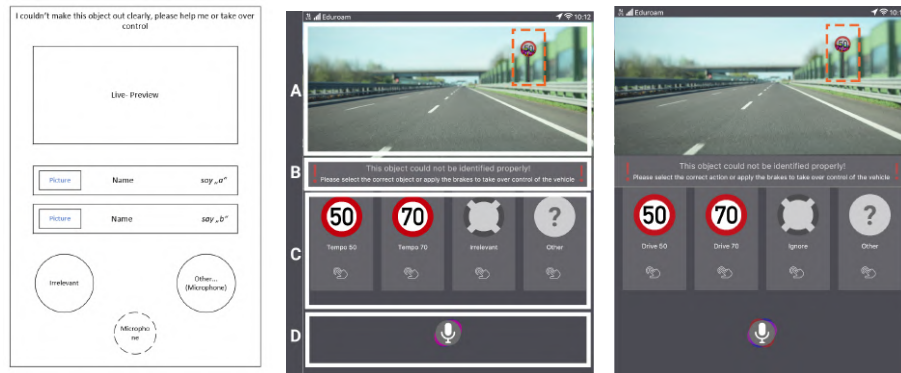 I couldn't make this object out clearly, please help me or take over
control
Live- Preview
Picture Name say „a"
Picture Name say „b"
Irrelevant
Other...
(Microphone)
Micropho
ne
Eduroam 10:12
A
B
This object could not be identified properly!
Please select the correct object or apply the brakes to take over control of the vehicle
C
50
70
?
Tempo 50
Tempo 70
Irrelevant
Other
D
Eduroam
This object could not be identified properly!
Please select the correct action or apply the brakes to take over control of the vehicle
50
70
?
Drive 50
Drive 70
Ignore
Other